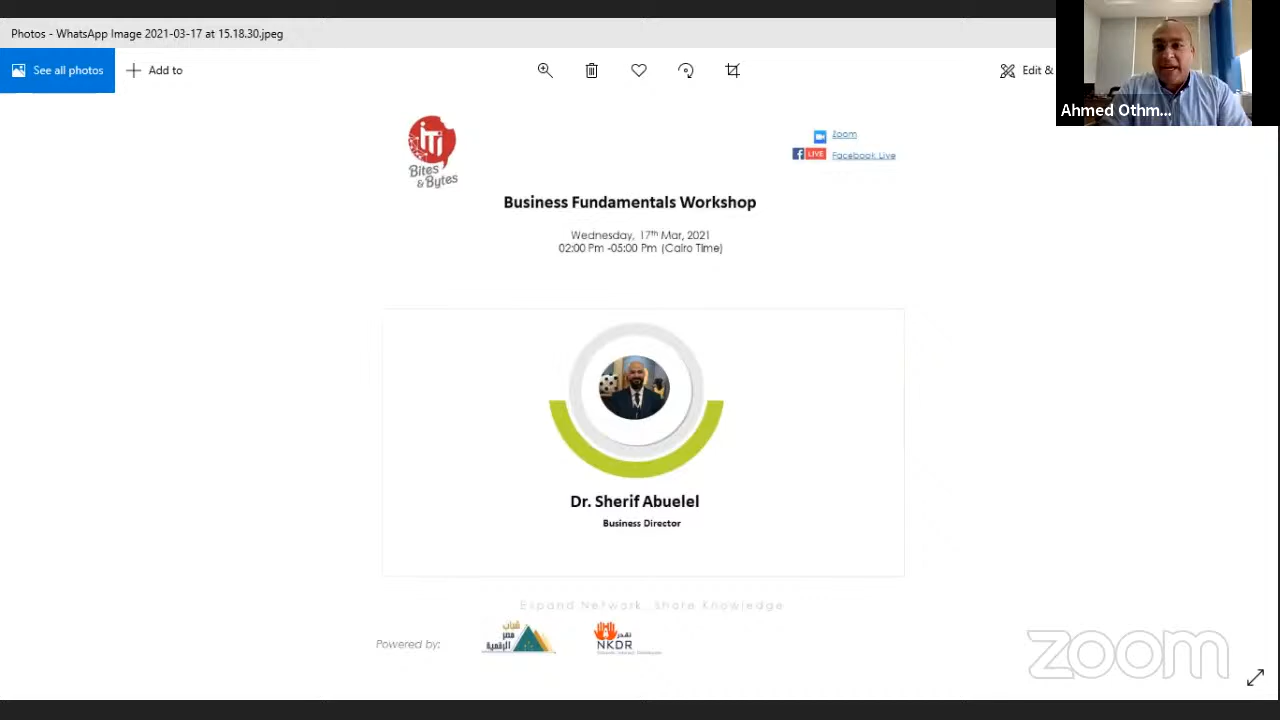 Photos - WhatsApp Image 2021-03-17 at 15.18.30.jpeg
See all photos
Add to
Edit &
Ahmed Othm...
iTi
Bites
& Bytes
Zoom
LIVE
Facebook Live
Business Fundamentals Workshop
Wednesday, 17th Mar, 2021
02:00 Pm -05:00 Pm (Cairo Time)
Dr. Sherif Abuelel
Business Director
Expand Network. Share Knowledge
Powered by:
شباب
مصر
الرقمية
نقدر
NKDR
zoom